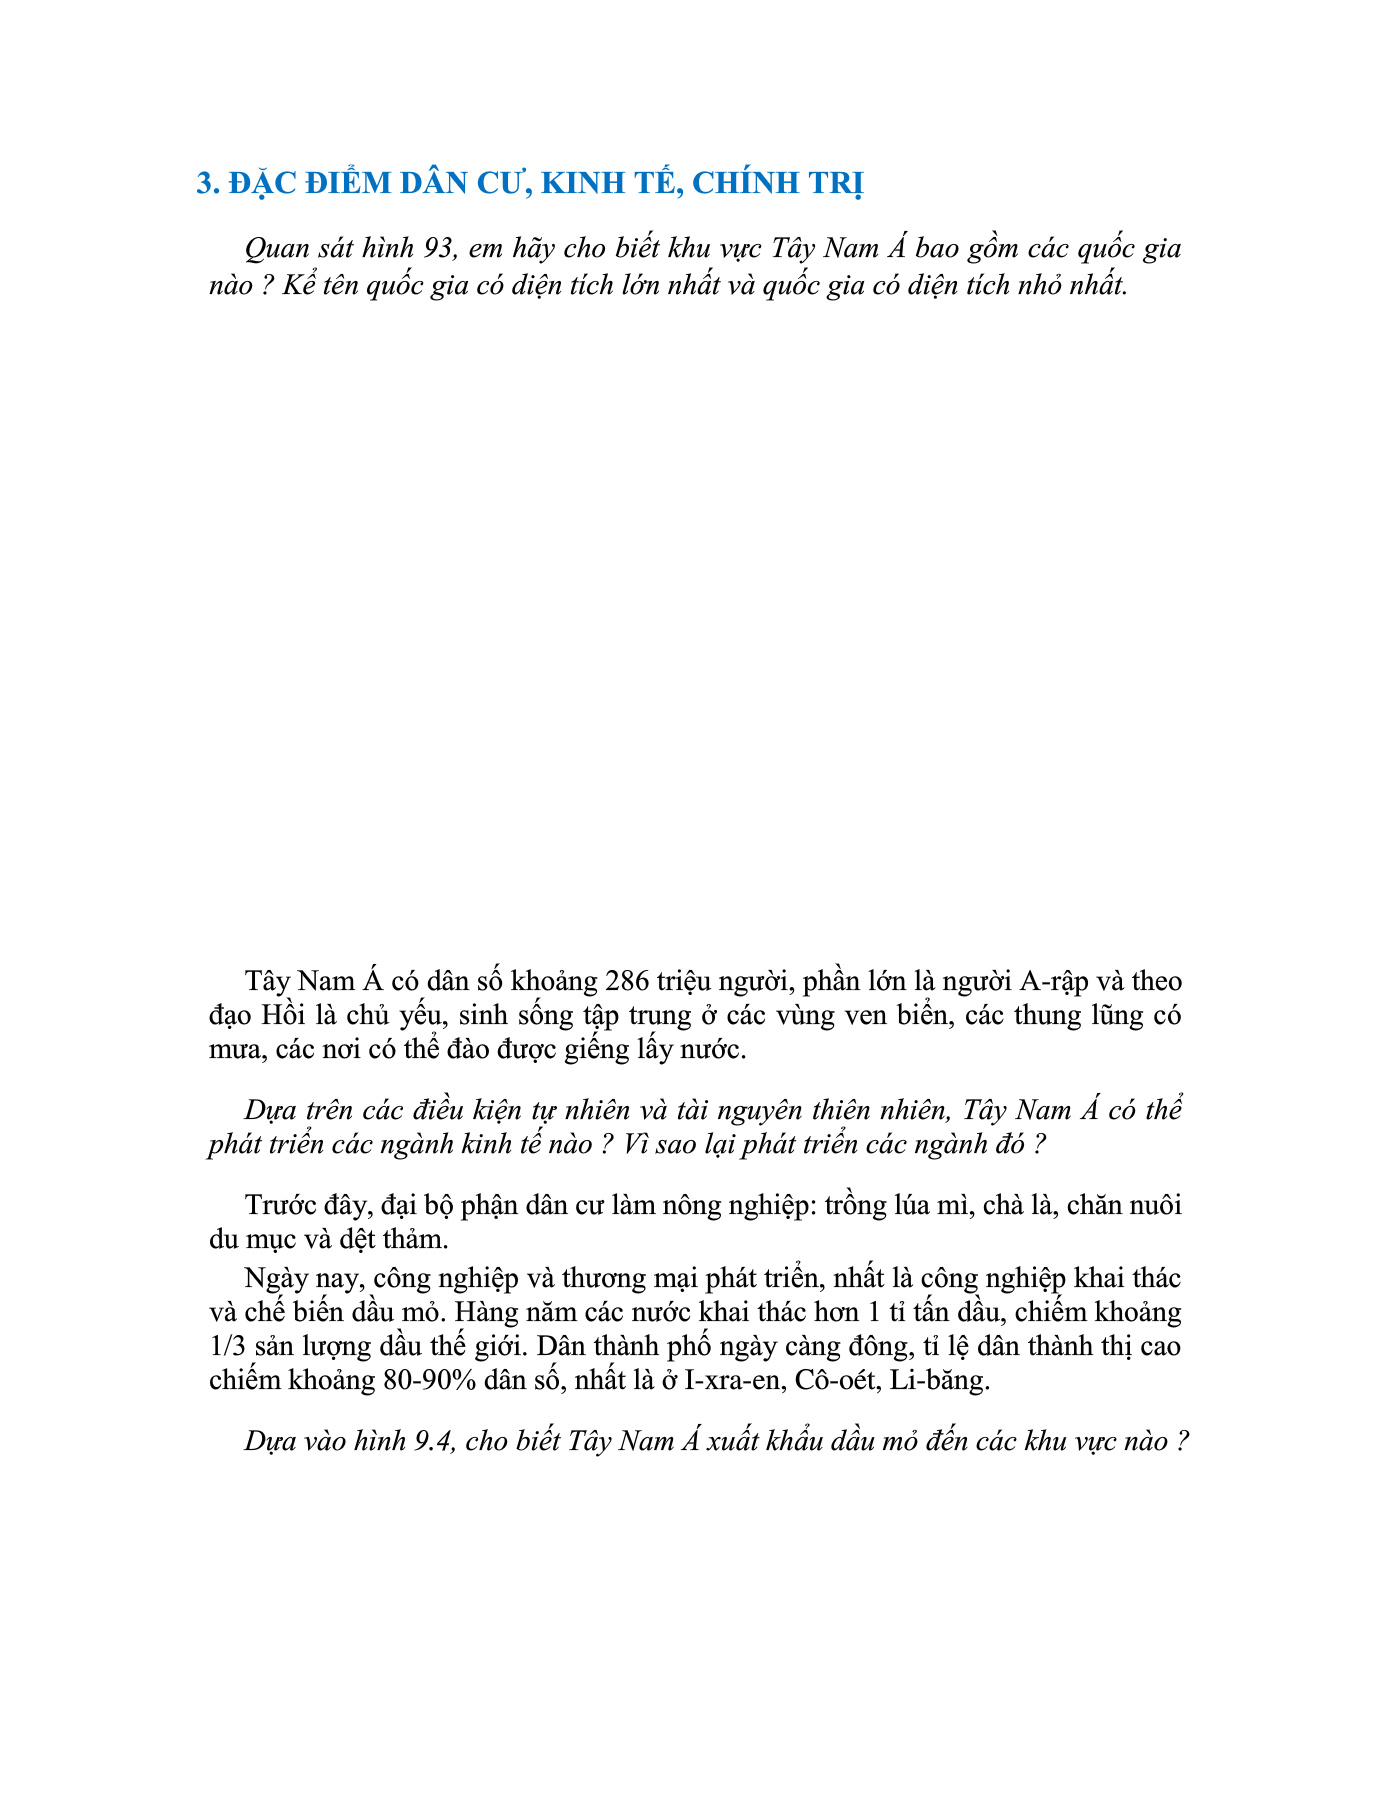 3. ĐẶC ĐIỂM DÂN CƯ, KINH TẾ, CHÍNH TRỊ
Quan sát hình 93, em hãy cho biết khu vực Tây Nam Á bao gồm các quốc gia
nào ? Kể tên quốc gia có diện tích lớn nhất và quốc gia có diện tích nhỏ nhất.
Tây Nam Á có dân số khoảng 286 triệu người, phần lớn là người A-rập và theo
đạo Hồi là chủ yếu, sinh sống tập trung ở các vùng ven biển, các thung lũng có
mưa, các nơi có thể đào được giếng lấy nước.
Dựa trên các điều kiện tự nhiên và tài nguyên thiên nhiên, Tây Nam Á có thể
phát triển các ngành kinh tế nào ? Vì sao lại phát triển các ngành đó ?
Trước đây, đại bộ phận dân cư làm nông nghiệp: trồng lúa mì, chà là, chăn nuôi
du mục và dệt thảm.
Ngày nay, công nghiệp và thương mại phát triển, nhất là công nghiệp khai thác
và chế biến dầu mỏ. Hàng năm các nước khai thác hơn 1 tỉ tấn dầu, chiếm khoảng
1/3 sản lượng dầu thế giới. Dân thành phố ngày càng đông, tỉ lệ dân thành thị cao
chiếm khoảng 80-90% dân số, nhất là ở I-xra-en, Cô-oét, Li-băng.
Dựa vào hình 9.4, cho biết Tây Nam Á xuất khẩu dầu mỏ đến các khu vực nào ?